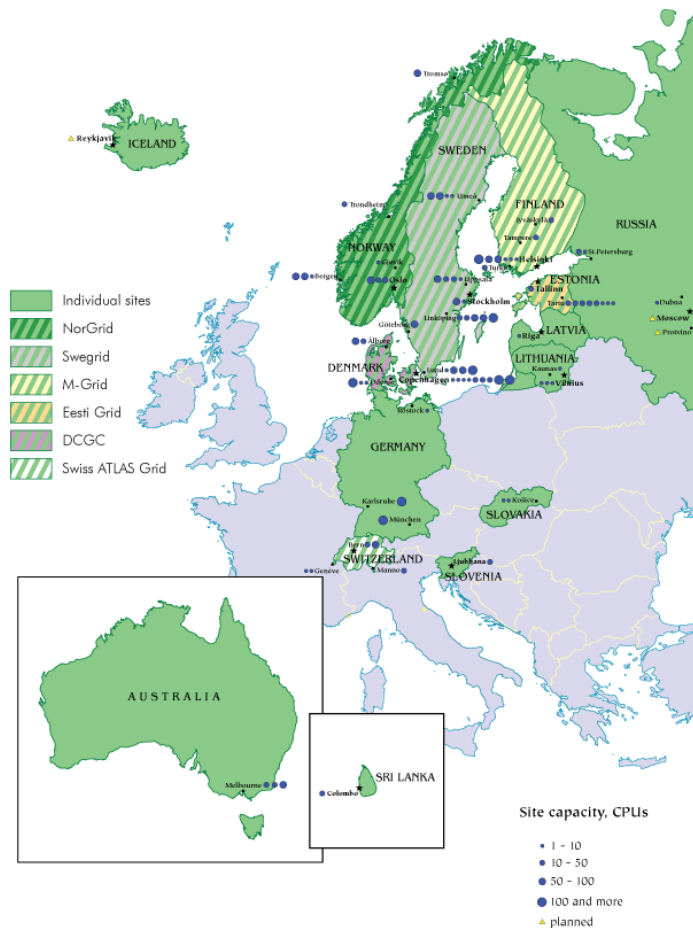 Tromsø
Reykjavik
ICELAND
SWEDEN
Umeå
Trondheim
FINLAND
Jyväskylä
RUSSIA
Tampere
NORWAY
St.Petersburg
Helsinki
Turku
Bergen
Oslo
Uppsala
ESTONIA
Tallinn
Individual sites
Stockholm
Tartu
Dubna
NorGrid
Linköping
Moscow
Göteborg
LATVIA
Protvino
Swegrid
Ålborg
Riga
M-Grid
DENMARK
LITHUANIA
Lund
Kaunas
Eesti Grid
Copenhagen
Vilnius
DCGC
Rostock
Swiss ATLAS Grid
GERMANY
Karlsruhe
Košice
München
SLOVAKIA
Bern
SWITZERLAND
Ljubljana
Geneve
Manno
SLOVENIA
AUSTRALIA
SRI LANKA
Melbourne
Colombo
Site capacity, CPUs
1 - 10
10 - 50
50 - 100
100 and more
planned